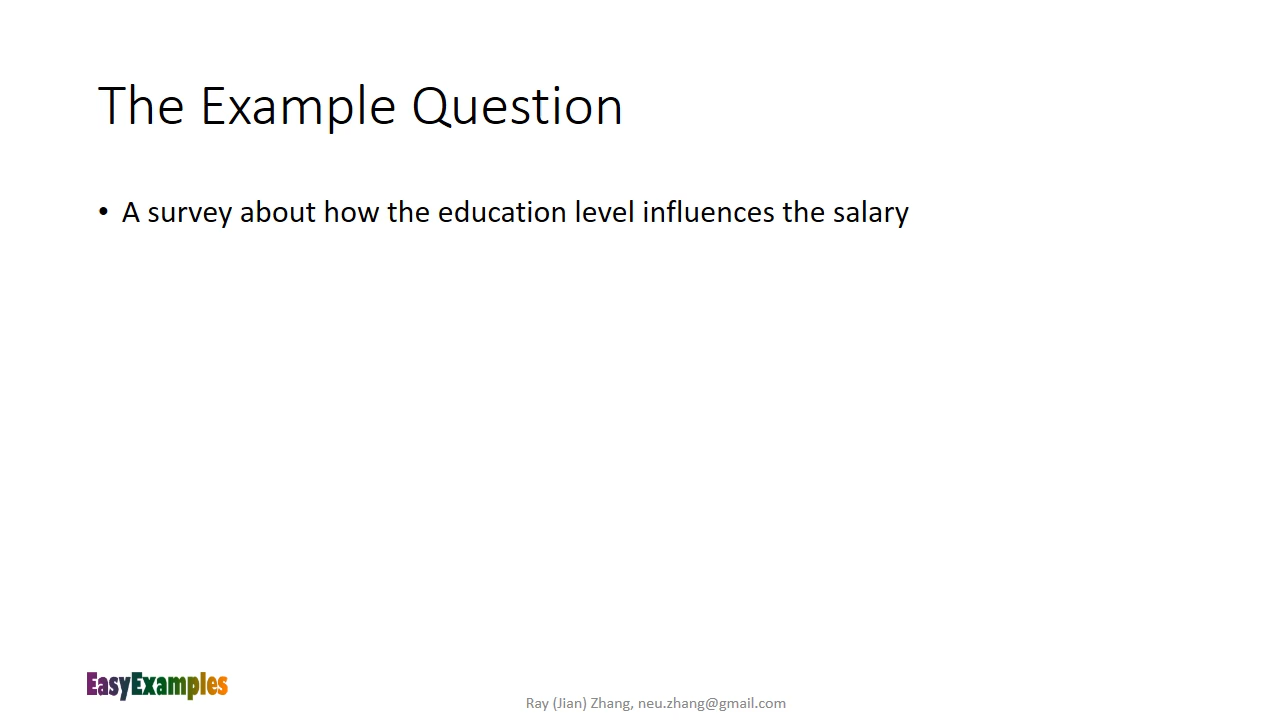 The Example Question
• A survey about how the education level influences the salary
EasyExamples
Ray (Jian) Zhang, neu.zhang@gmail.com